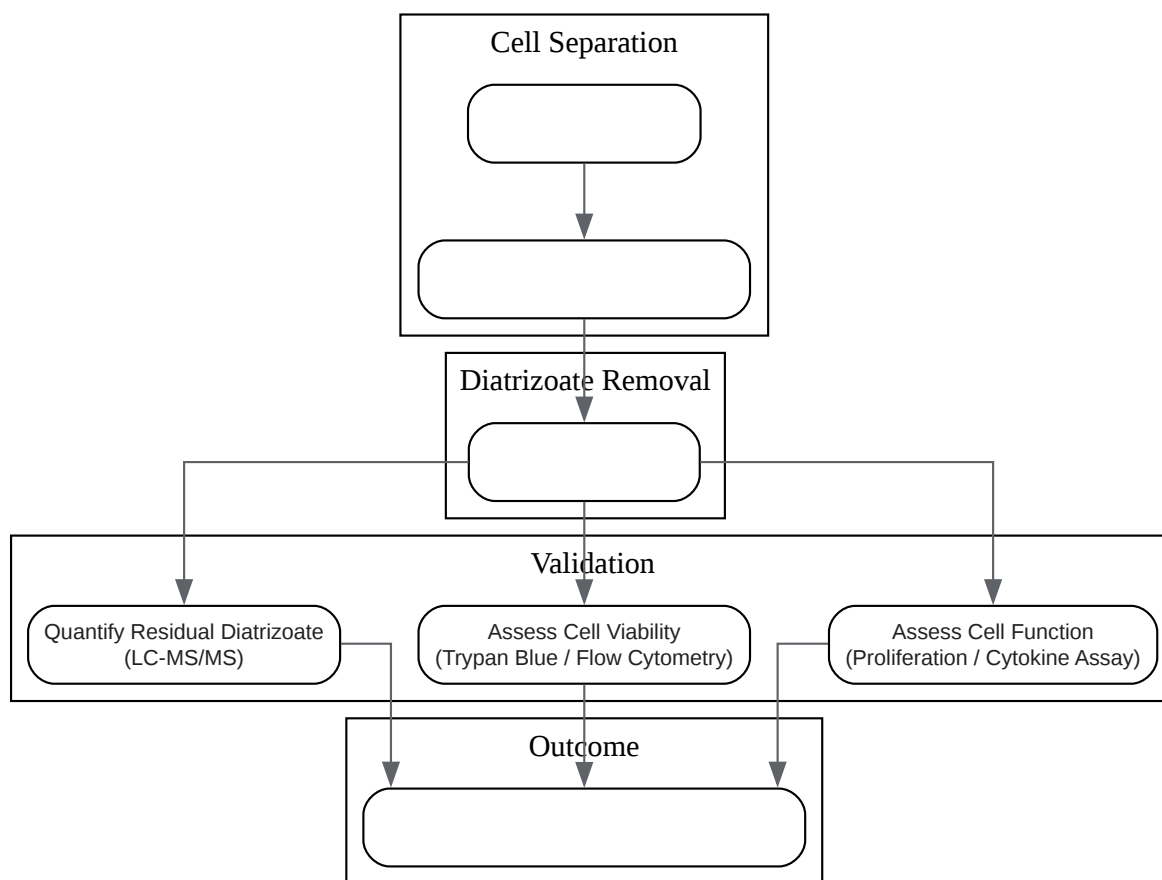 Cell Separation
Diatrizoate Removal
Validation
Quantify Residual Diatrizoate
(LC-MS/MS)
Assess Cell Viability
(Trypan Blue / Flow Cytometry)
Assess Cell Function
(Proliferation / Cytokine Assay)
Outcome